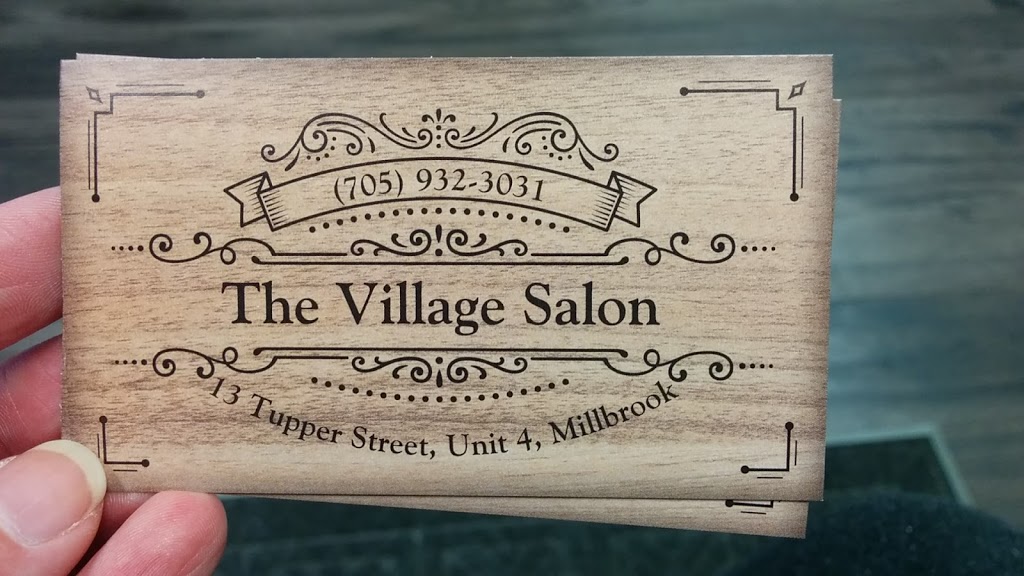 (705) 932-3031
The Village Salon
13 Tupper Street, Unit 4, Millbrook